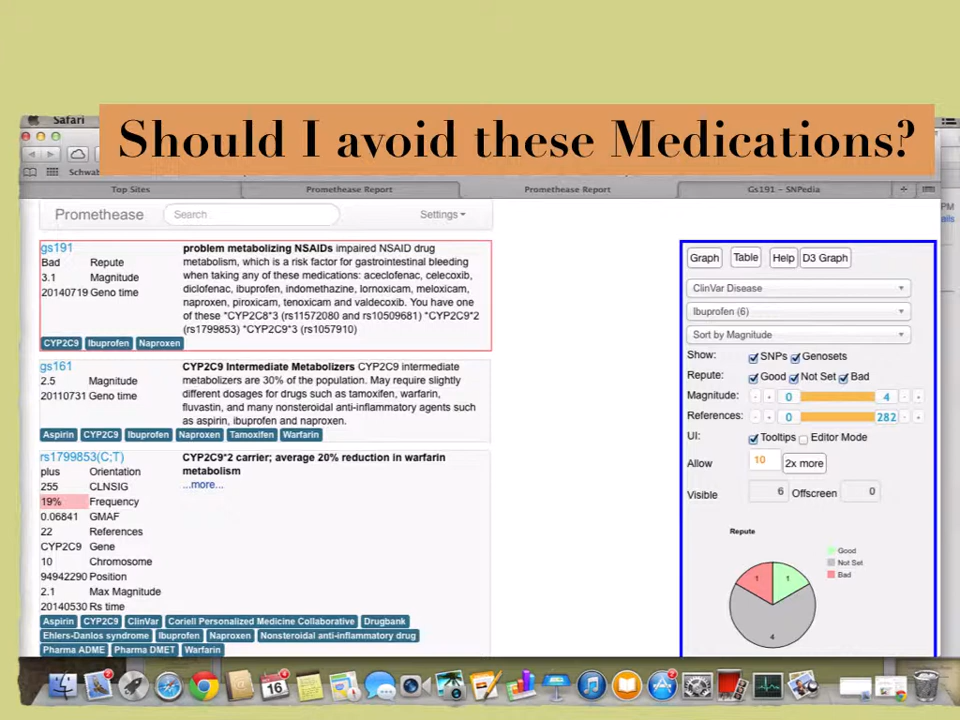 Safari
Should I avoid these Medications?
Schwab
PM
ails
Top Sites
Promethease Report
Promethease Report
Gs191 – SNPedia
+
Promethease
Search
Settings
gs191
Bad Repute
3.1 Magnitude
20140719 Geno time
problem metabolizing NSAIDs impaired NSAID drug
metabolism, which is a risk factor for gastrointestinal bleeding
when taking any of these medications: aceclofenac, celecoxib,
diclofenac, ibuprofen, indomethazine, lornoxicam, meloxicam,
naproxen, piroxicam, tenoxicam and valdecoxib. You have one
of these *CYP2C8*3 (rs11572080 and rs10509681) *CYP2C9*2
(rs1799853) *CYP2C9*3 (rs1057910)
CYP2C9 Ibuprofen Naproxen
gs161
2.5 Magnitude
20110731 Geno time
CYP2C9 Intermediate Metabolizers CYP2C9 intermediate
metabolizers are 30% of the population. May require slightly
different dosages for drugs such as tamoxifen, warfarin,
fluvastin, and many nonsteroidal anti-inflammatory agents such
as aspirin, ibuprofen and naproxen.
Aspirin CYP2C9 Ibuprofen Naproxen Tamoxifen Warfarin
rs1799853(C;T)
plus Orientation
255 CLNSIG
19% Frequency
0.06841 GMAF
22 References
CYP2C9 Gene
10 Chromosome
94942290 Position
2.1 Max Magnitude
20140530 Rs time
CYP2C9*2 carrier; average 20% reduction in warfarin
metabolism
...more...
Aspirin CYP2C9 ClinVar Coriell Personalized Medicine Collaborative Drugbank
Ehlers-Danlos syndrome Ibuprofen Naproxen Nonsteroidal anti-inflammatory drug
Pharma ADME Pharma DMET Warfarin
Graph Table Help D3 Graph
ClinVar Disease
Ibuprofen (6)
Sort by Magnitude
Show: SNPs Genosets
Repute: Good Not Set Bad
Magnitude: - + 0 4 - +
References: - + 0 282 - +
UI: Tooltips Editor Mode
Allow 10 2x more
Visible 6 Offscreen 0
Repute
Good
Not Set
Bad
1
1
4
16